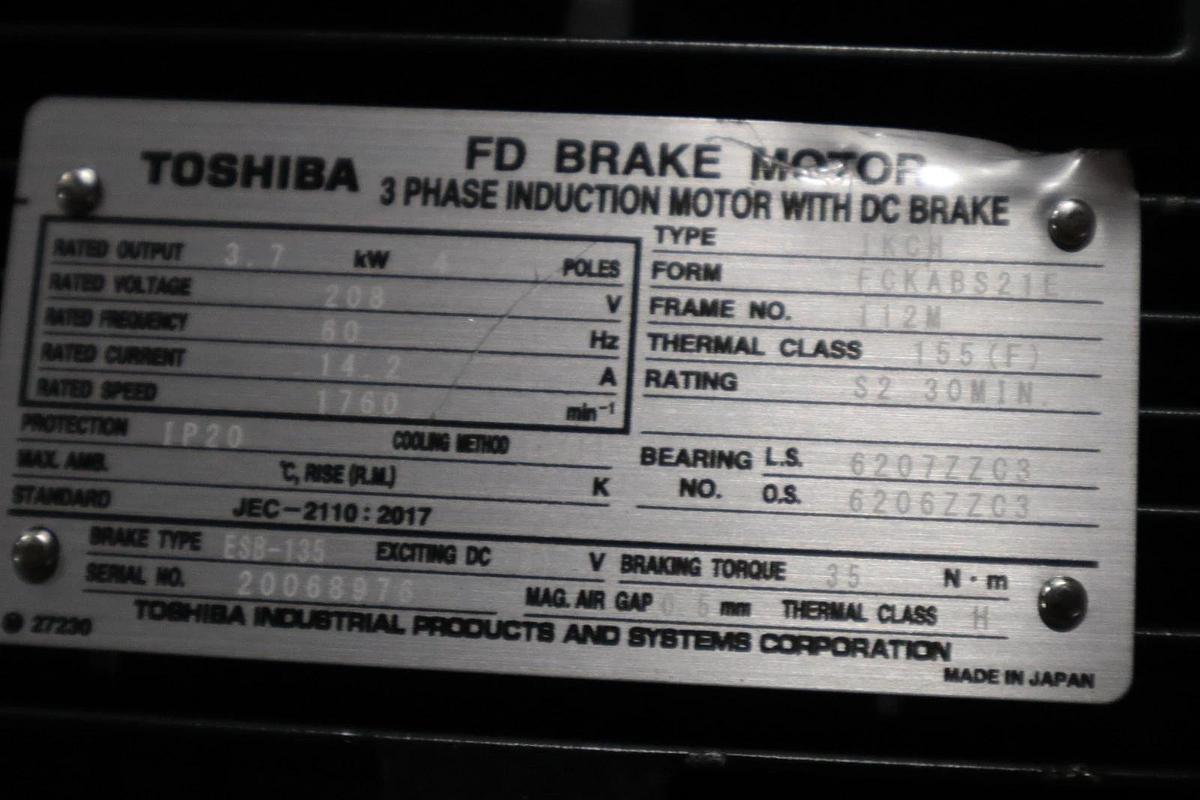 TOSHIBA FD BRAKE MOTOR
3 PHASE INDUCTION MOTOR WITH DC BRAKE
RATED OUTPUT 3.7 kW 4 POLES
RATED VOLTAGE 208 V
RATED FREQUENCY 60 Hz
RATED CURRENT 14.2 A
RATED SPEED 1760 min⁻¹
PROTECTION IP20 COOLING METHOD
MAX. AMB. °C, RISE (R.M.) K
STANDARD JEC-2110 : 2017
TYPE IKCH
FORM FCKABS21E
FRAME NO. 112M
THERMAL CLASS 155(F)
RATING S2 30MIN
BEARING L.S. 6207ZZC3
NO. O.S. 6206ZZC3
BRAKE TYPE ESB-135 EXCITING DC V BRAKING TORQUE 35 N·m
SERIAL NO. 20068976 MAG. AIR GAP 0.5 mm THERMAL CLASS H
TOSHIBA INDUSTRIAL PRODUCTS AND SYSTEMS CORPORATION
27230 MADE IN JAPAN